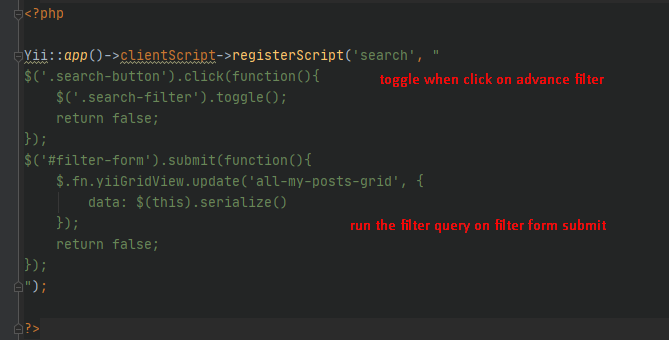 <?php
Yii::app()->clientScript->registerScript('search', "
$('.search-button').click(function(){
toggle when click on advance filter
    $('.search-filter').toggle();
    return false;
});
$('#filter-form').submit(function(){
    $.fn.yiiGridView.update('all-my-posts-grid', {
        data: $(this).serialize()
    });
run the filter query on filter form submit
    return false;
});
");
?>